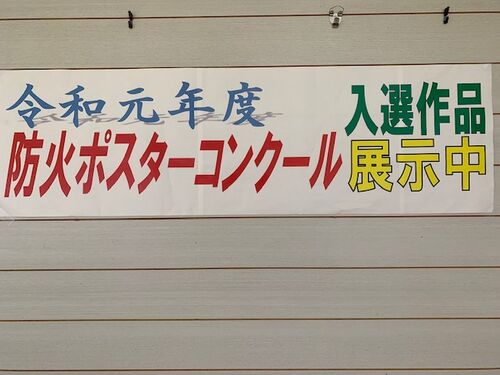 令和元年度
防火ポスターコンクール
入選作品
展示中